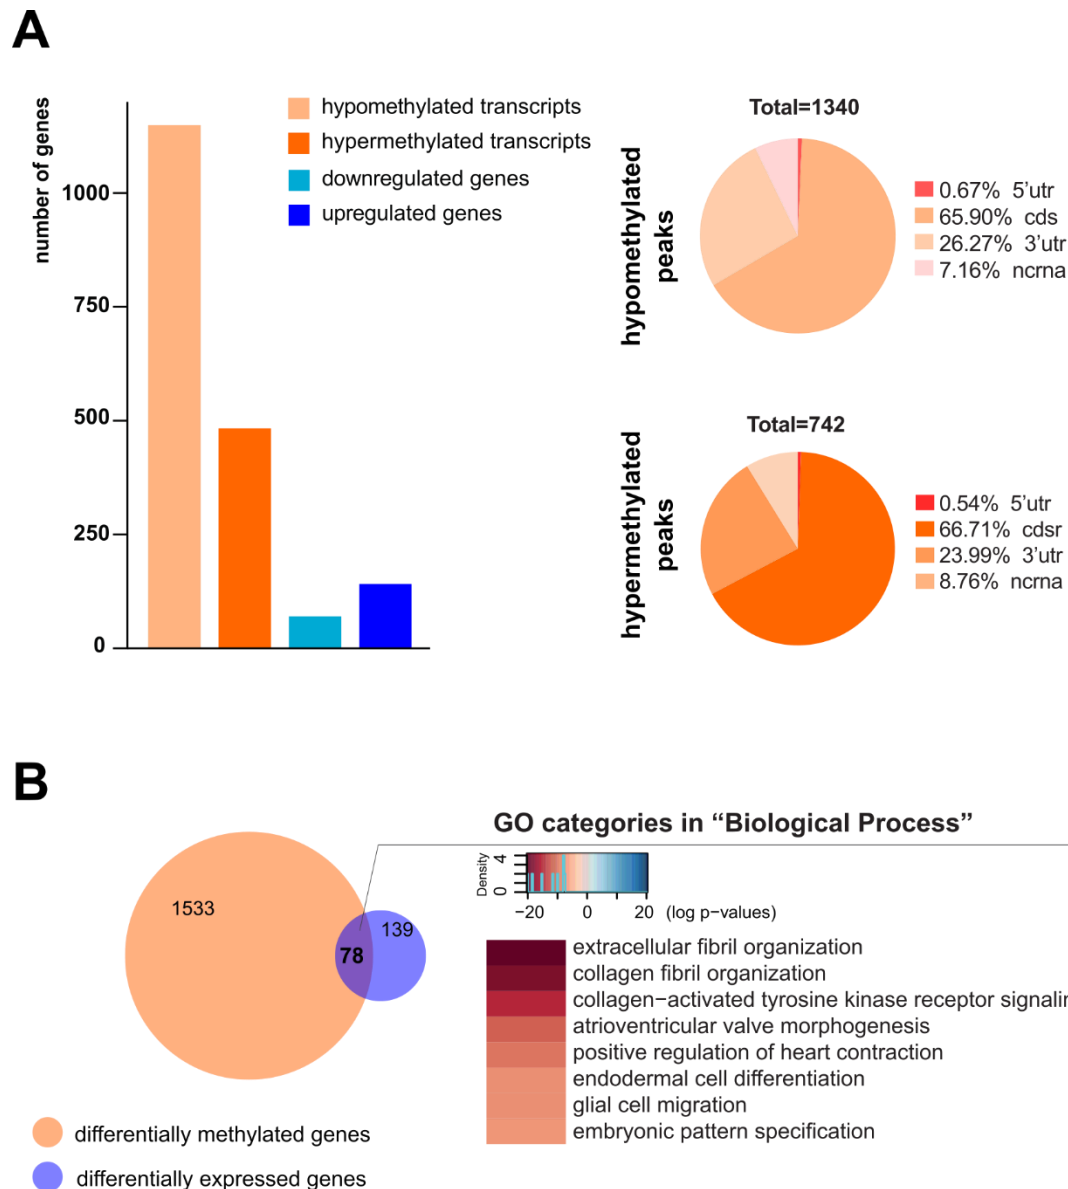 A
number of genes
1000
750
500
250
0
hypomethylated transcripts
hypermethylated transcripts
downregulated genes
upregulated genes
hypomethylated
peaks
Total=1340
0.67% 5’utr
65.90% cds
26.27% 3’utr
7.16% ncrna
hypermethylated
peaks
Total=742
0.54% 5’utr
66.71% cdsr
23.99% 3’utr
8.76% ncrna
B
1533
78
139
differentially methylated genes
differentially expressed genes
GO categories in “Biological Process”
Density
0 4
−20 0 20 (log p-values)
extracellular fibril organization
collagen fibril organization
collagen−activated tyrosine kinase receptor signalin
atrioventricular valve morphogenesis
positive regulation of heart contraction
endodermal cell differentiation
glial cell migration
embryonic pattern specification